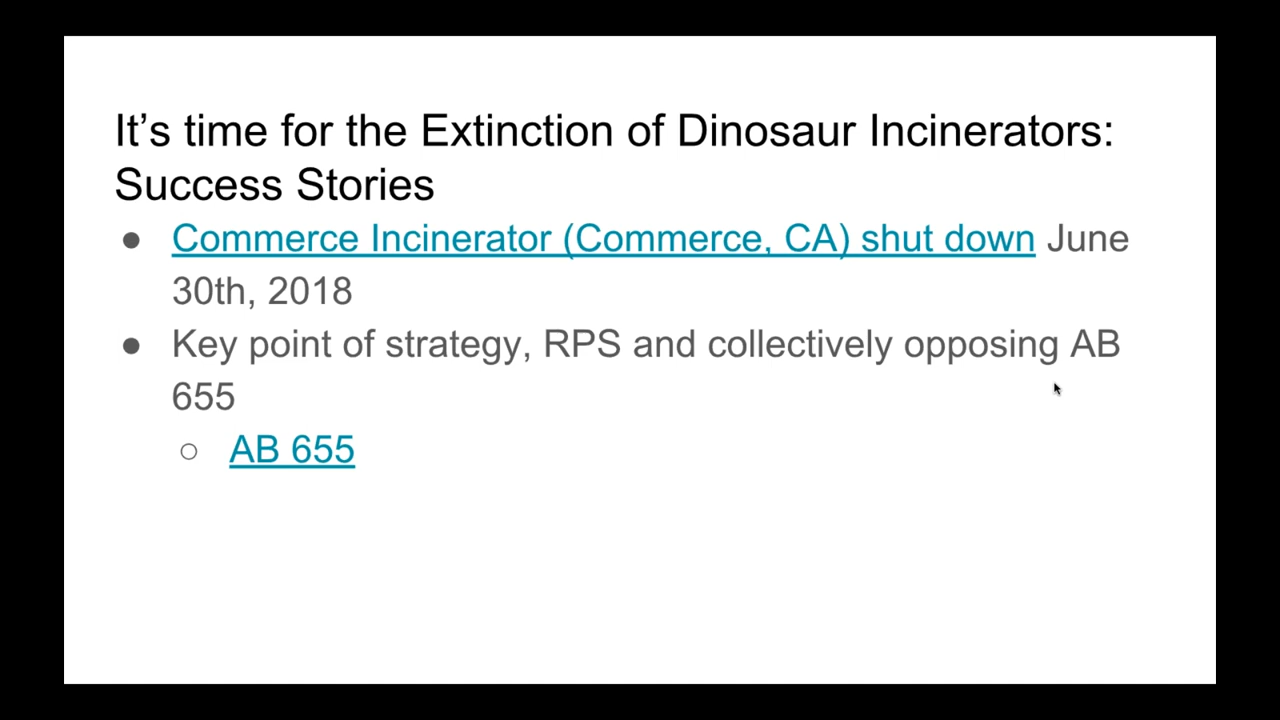 It’s time for the Extinction of Dinosaur Incinerators:
Success Stories
● Commerce Incinerator (Commerce, CA) shut down June
30th, 2018
● Key point of strategy, RPS and collectively opposing AB
655
○ AB 655